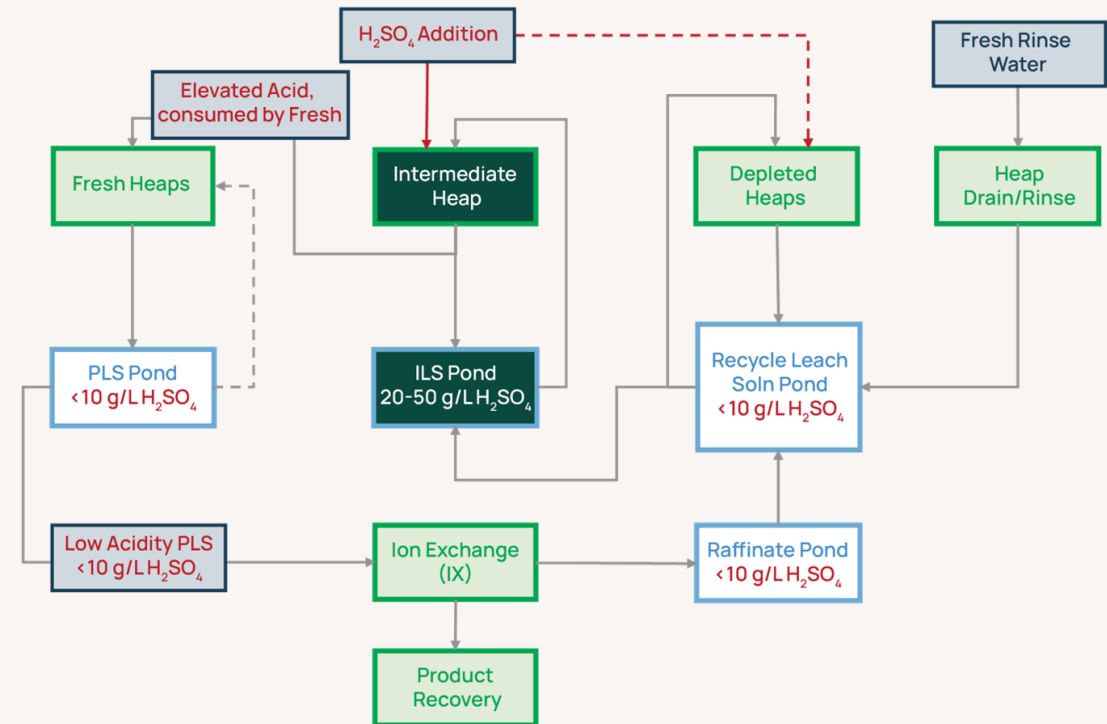 H₂SO₄ Addition
Fresh Rinse
Water
Elevated Acid,
consumed by Fresh
Fresh Heaps
Intermediate
Heap
Depleted
Heaps
Heap
Drain/Rinse
PLS Pond
<10 g/L H₂SO₄
ILS Pond
20-50 g/L H₂SO₄
Recycle Leach
Soln Pond
<10 g/L H₂SO₄
Low Acidity PLS
<10 g/L H₂SO₄
Ion Exchange
(IX)
Raffinate Pond
<10 g/L H₂SO₄
Product
Recovery